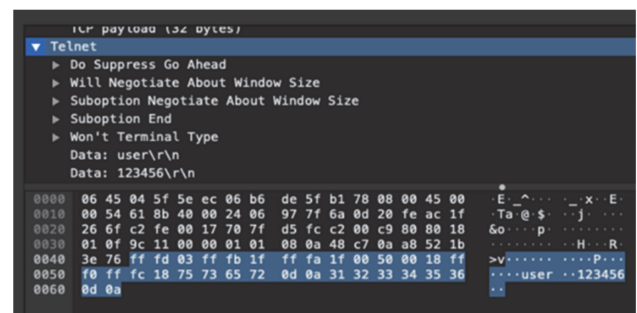 TCP payload (32 bytes)
Telnet
Do Suppress Go Ahead
Will Negotiate About Window Size
Suboption Negotiate About Window Size
Suboption End
Won't Terminal Type
Data: user\r\n
Data: 123456\r\n
0000 06 45 04 5f 5e ec 06 b6 de 5f b1 78 08 00 45 00 ·E·_^··· ·_·x··E·
0010 00 54 61 8b 40 00 24 06 97 7f 6a 0d 20 fe ac 1f ·Ta·@·$· ··j· ···
0020 26 6f c2 fe 00 17 70 7f d5 fc c2 00 c9 80 80 18 &o····p· ········
0030 01 0f 9c 11 00 00 01 01 08 0a 48 c7 0a a8 52 1b ········ ··H···R·
0040 3e 76 ff fd 03 ff fb 1f ff fa 1f 00 50 00 18 ff >v······ ····P···
0050 f0 ff fc 18 75 73 65 72 0d 0a 31 32 33 34 35 36 ····user ··123456
0060 0d 0a ··